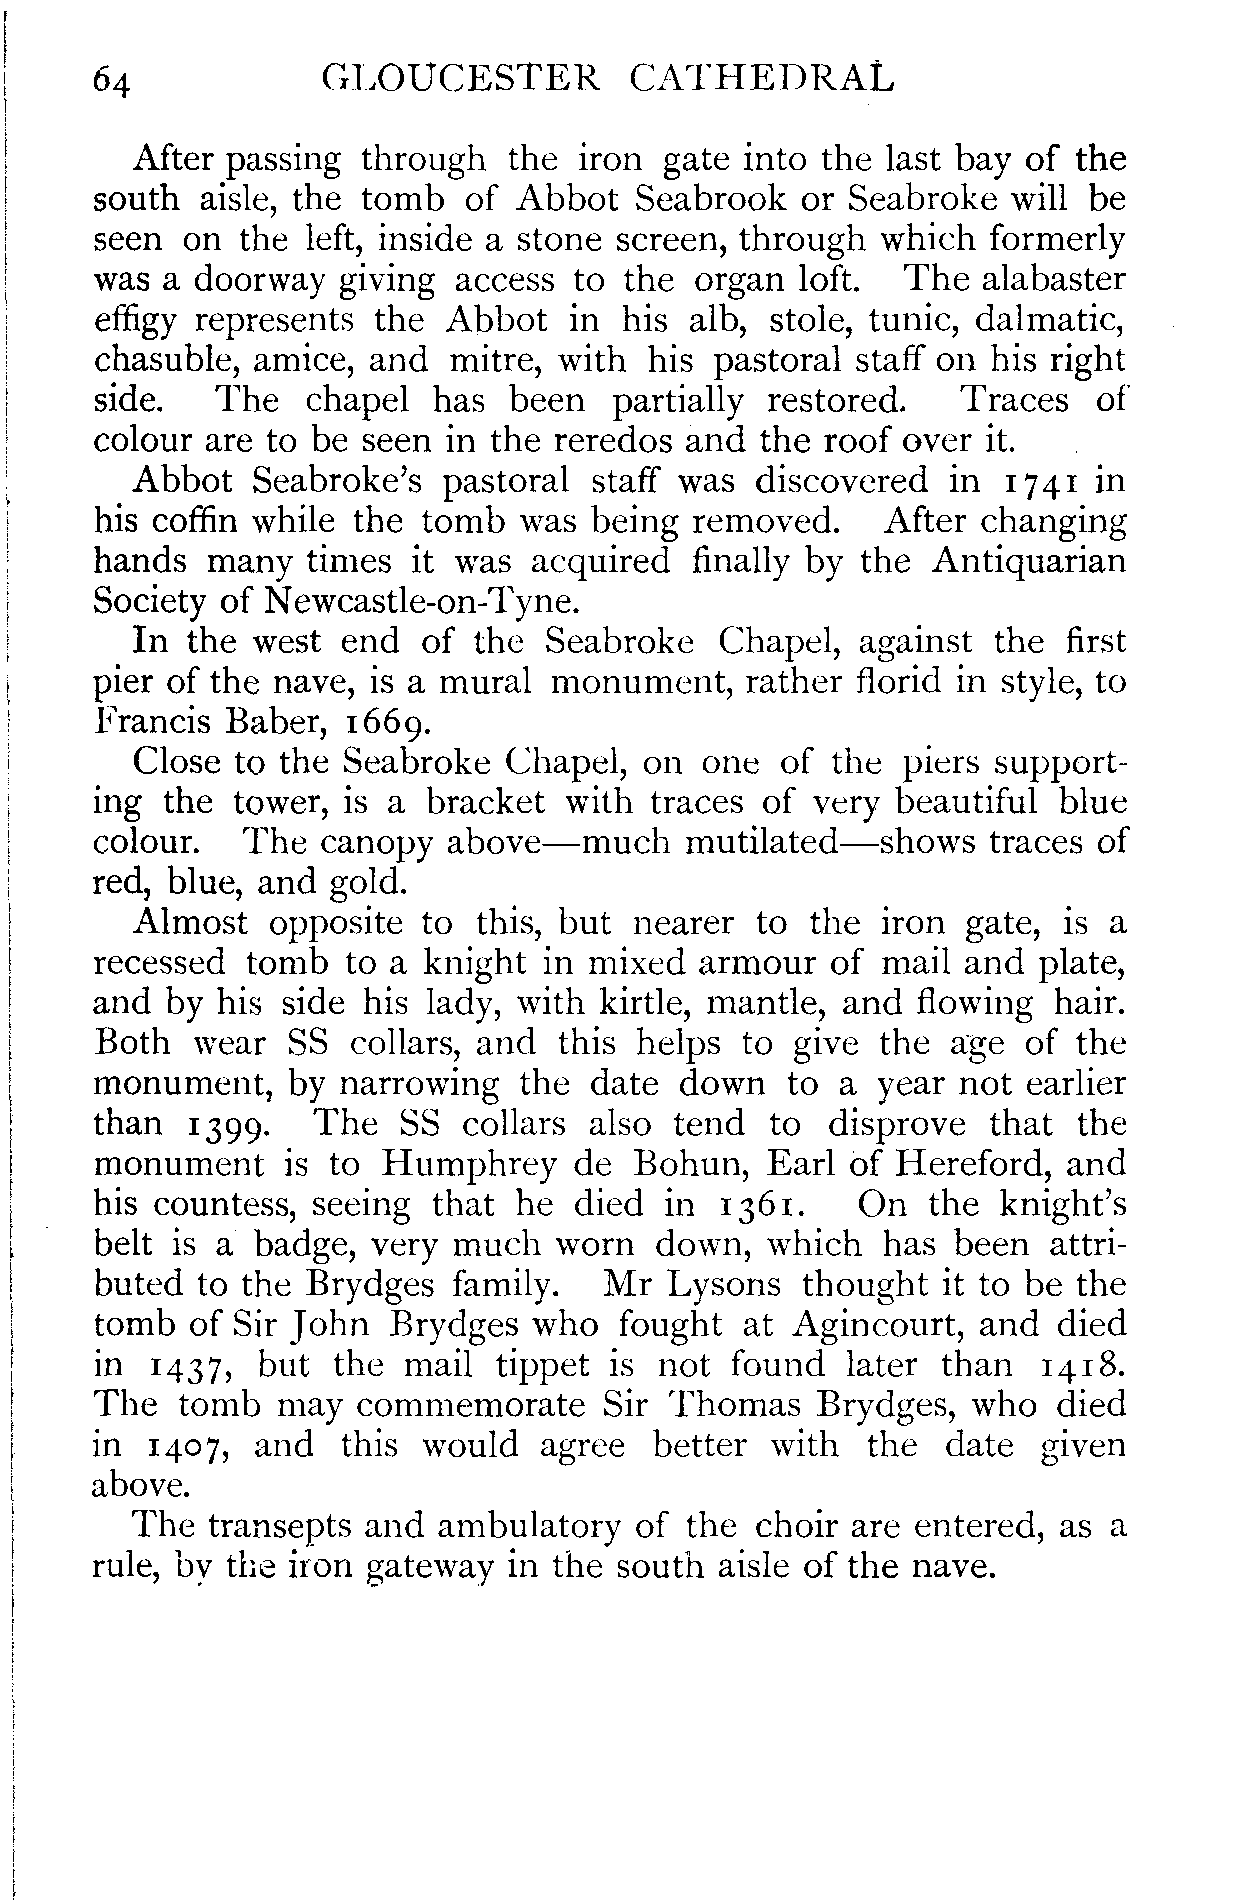 64 GLOUCESTER CATHEDRAL
After passing through the iron gate into the last bay of the
south aisle, the tomb of Abbot Seabrook or Seabroke will be
seen on the left, inside a stone screen, through which formerly
was a doorway giving access to the organ loft. The alabaster
effigy represents the Abbot in his alb, stole, tunic, dalmatic,
chasuble, amice, and mitre, with his pastoral staff on his right
side. The chapel has been partially restored. Traces of
colour are to be seen in the reredos and the roof over it.
Abbot Seabroke's pastoral staff was discovered in 1741 in
his coffin while the tomb was being removed. After changing
hands many times it was acquired finally by the Antiquarian
Society of Newcastle-on-Tyne.
In the west end of the Seabroke Chapel, against the first
pier of the nave, is a mural monument, rather florid in style, to
Francis Baber, 1669.
Close to the Seabroke Chapel, on one of the piers support-
ing the tower, is a bracket with traces of very beautiful blue
colour. The canopy above—much mutilated—shows traces of
red, blue, and gold.
Almost opposite to this, but nearer to the iron gate, is a
recessed tomb to a knight in mixed armour of mail and plate,
and by his side his lady, with kirtle, mantle, and flowing hair.
Both wear SS collars, and this helps to give the age of the
monument, by narrowing the date down to a year not earlier
than 1399. The SS collars also tend to disprove that the
monument is to Humphrey de Bohun, Earl of Hereford, and
his countess, seeing that he died in 1361. On the knight's
belt is a badge, very much worn down, which has been attri-
buted to the Brydges family. Mr Lysons thought it to be the
tomb of Sir John Brydges who fought at Agincourt, and died
in 1437, but the mail tippet is not found later than 1418.
The tomb may commemorate Sir Thomas Brydges, who died
in 1407, and this would agree better with the date given
above.
The transepts and ambulatory of the choir are entered, as a
rule, by the iron gateway in the south aisle of the nave.